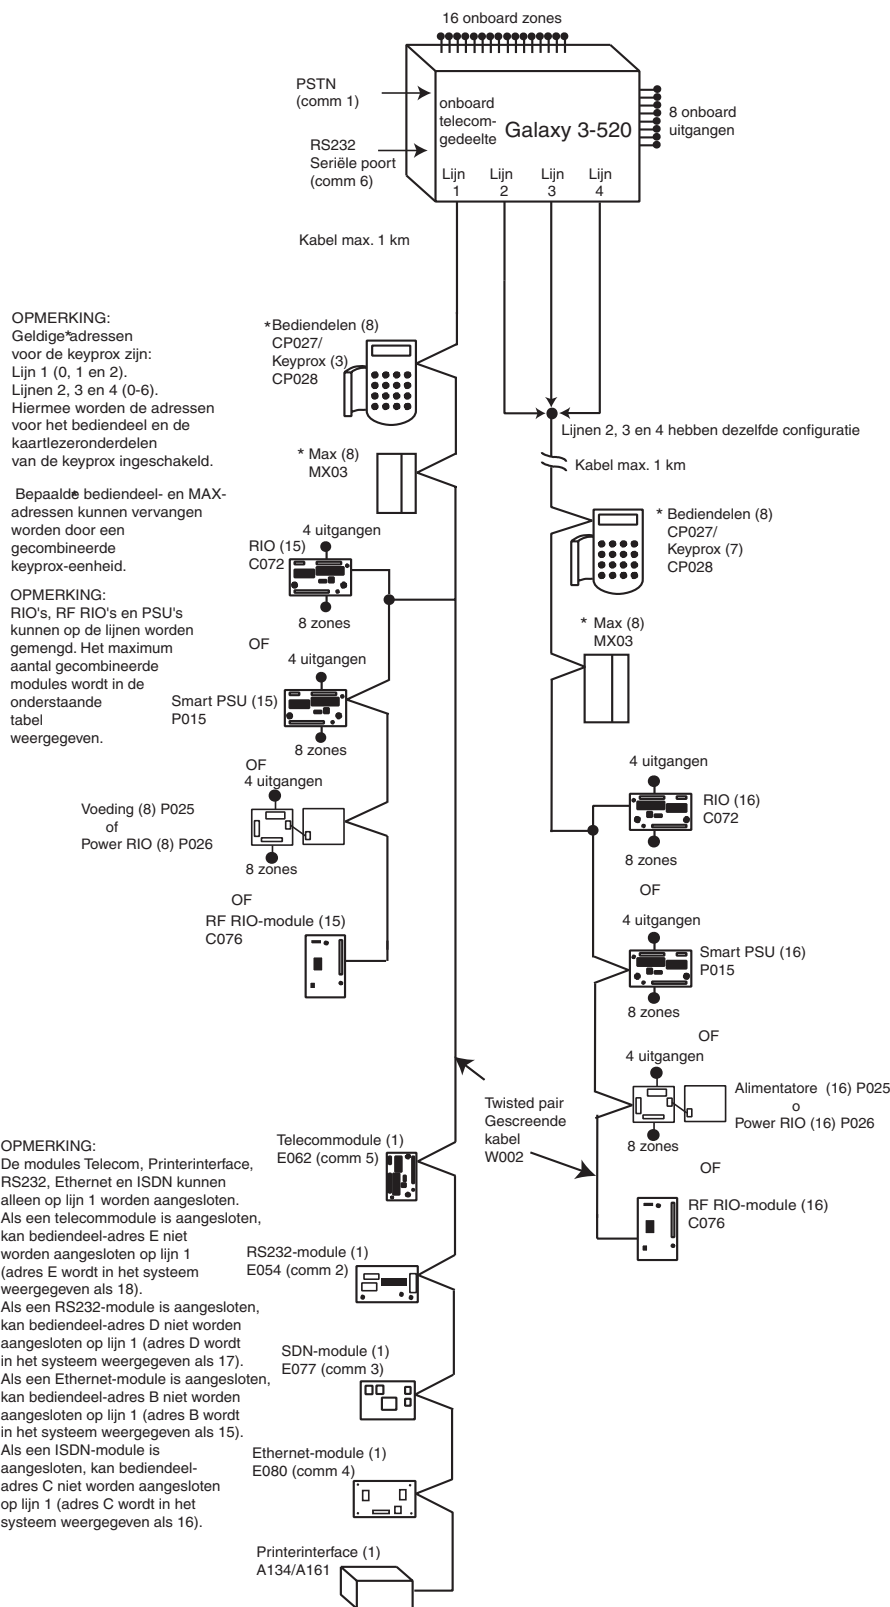 16 onboard zones
PSTN
(comm 1)
onboard
telecom-
gedeelte
Galaxy 3-520
8 onboard
uitgangen
RS232
Seriële poort
(comm 6)
Lijn
1
Lijn
2
Lijn
3
Lijn
4
Kabel max. 1 km
OPMERKING:
Geldige*adressen
voor de keyprox zijn:
Lijn 1 (0, 1 en 2).
Lijnen 2, 3 en 4 (0-6).
Hiermee worden de adressen
voor het bediendeel en de
kaartlezeronderdelen
van de keyprox ingeschakeld.
Bepaalde* bediendeel- en MAX-
adressen kunnen vervangen
worden door een
gecombineerde
keyprox-eenheid.
OPMERKING:
RIO's, RF RIO's en PSU's
kunnen op de lijnen worden
gemengd. Het maximum
aantal gecombineerde
modules wordt in de
onderstaande
tabel
weergegeven.
*Bediendelen (8)
CP027/
Keyprox (3)
CP028
* Max (8)
MX03
4 uitgangen
RIO (15)
C072
8 zones
OF
4 uitgangen
Smart PSU (15)
P015
8 zones
OF
4 uitgangen
Voeding (8) P025
of
Power RIO (8) P026
8 zones
OF
RF RIO-module (15)
C076
Lijnen 2, 3 en 4 hebben dezelfde configuratie
Kabel max. 1 km
* Bediendelen (8)
CP027/
Keyprox (7)
CP028
* Max (8)
MX03
4 uitgangen
RIO (16)
C072
8 zones
OF
4 uitgangen
Smart PSU (16)
P015
8 zones
OF
4 uitgangen
Alimentatore (16) P025
o
Power RIO (16) P026
8 zones
OF
RF RIO-module (16)
C076
Twisted pair
Gescreende
kabel
W002
OPMERKING:
De modules Telecom, Printerinterface,
RS232, Ethernet en ISDN kunnen
alleen op lijn 1 worden aangesloten.
Als een telecommodule is aangesloten,
kan bediendeel-adres E niet
worden aangesloten op lijn 1
(adres E wordt in het systeem
weergegeven als 18).
Als een RS232-module is aangesloten,
kan bediendeel-adres D niet worden
aangesloten op lijn 1 (adres D wordt
in het systeem weergegeven als 17).
Als een Ethernet-module is aangesloten,
kan bediendeel-adres B niet worden
aangesloten op lijn 1 (adres B wordt
in het systeem weergegeven als 15).
Als een ISDN-module is
aangesloten, kan bediendeel-
adres C niet worden aangesloten
op lijn 1 (adres C wordt in het
systeem weergegeven als 16).
Telecommodule (1)
E062 (comm 5)
RS232-module (1)
E054 (comm 2)
SDN-module (1)
E077 (comm 3)
Ethernet-module (1)
E080 (comm 4)
Printerinterface (1)
A134/A161